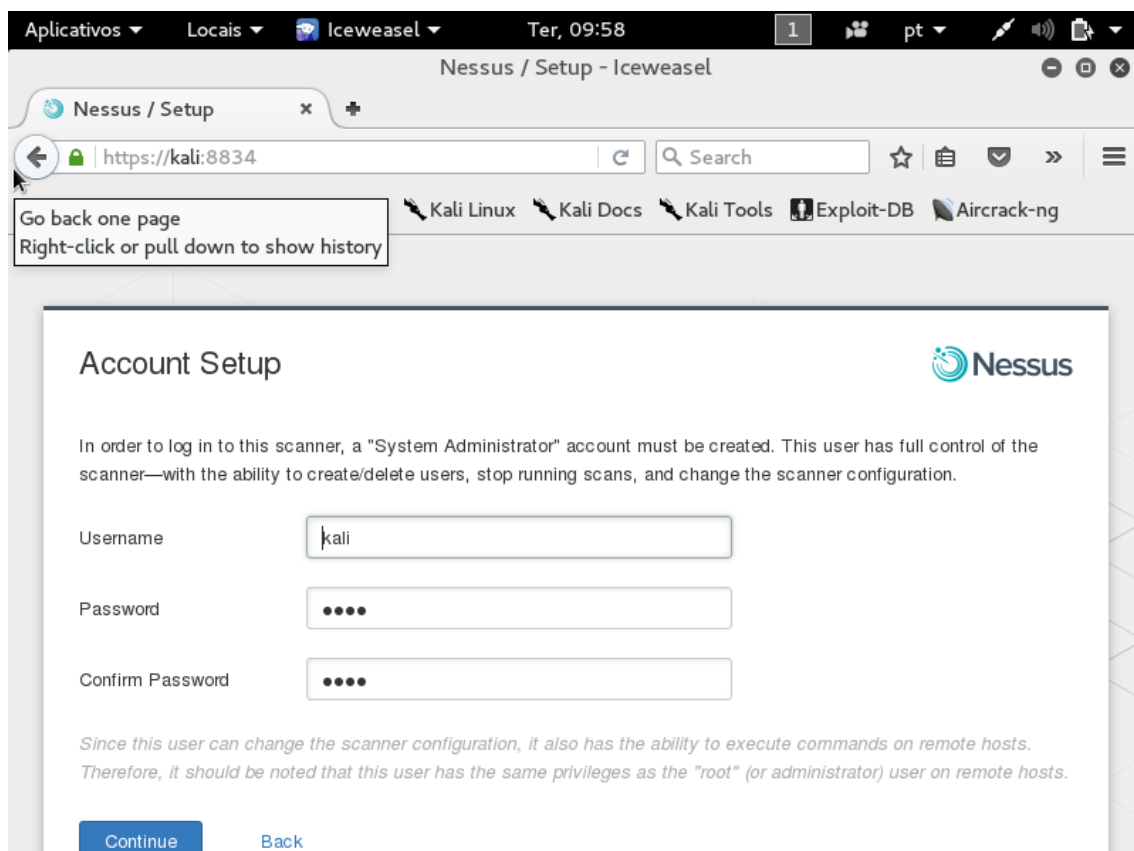 Aplicativos Locais Iceweasel Ter, 09:58 1 pt
Nessus / Setup - Iceweasel
Nessus / Setup
https://kali:8834 Search
Go back one page
Right-click or pull down to show history
Kali Linux Kali Docs Kali Tools Exploit-DB Aircrack-ng
Account Setup
Nessus
In order to log in to this scanner, a "System Administrator" account must be created. This user has full control of the
scanner—with the ability to create/delete users, stop running scans, and change the scanner configuration.
Username kali
Password ••••
Confirm Password ••••
Since this user can change the scanner configuration, it also has the ability to execute commands on remote hosts.
Therefore, it should be noted that this user has the same privileges as the "root" (or administrator) user on remote hosts.
Continue Back